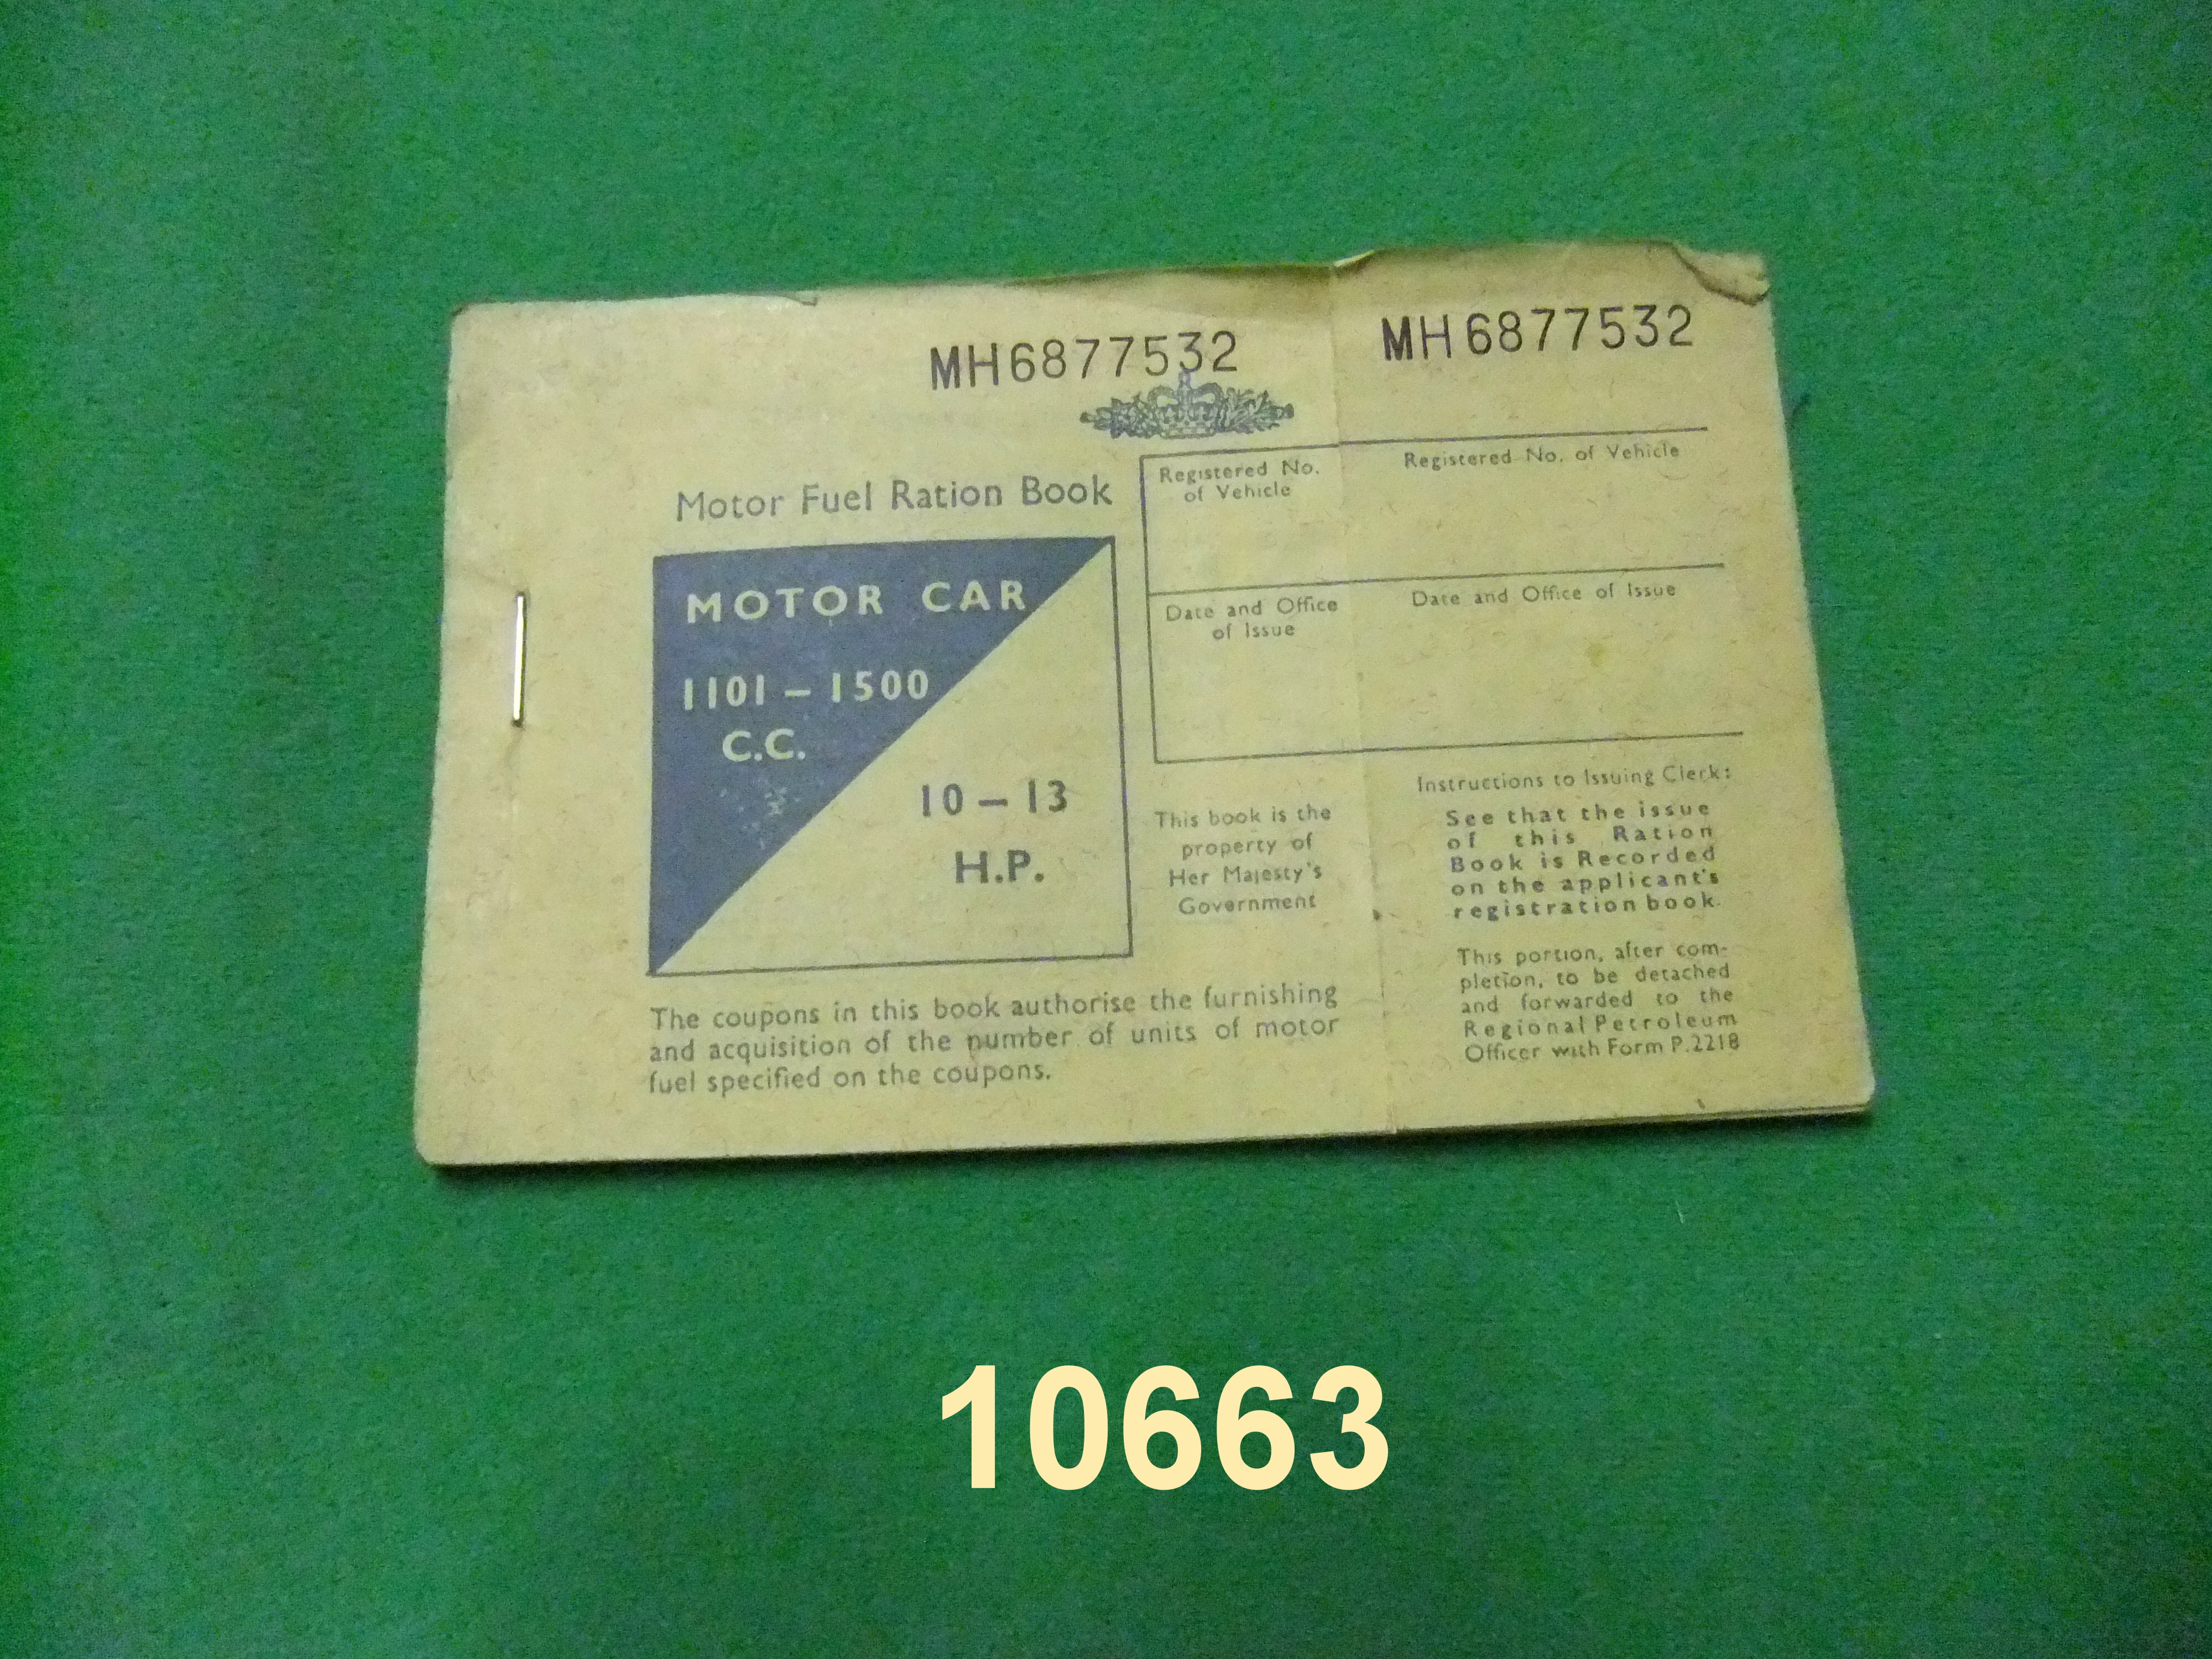 MH6877532
MH6877532
Motor Fuel Ration Book
MOTOR CAR
1101 – 1500
C.C.
10 – 13
H.P.
Registered No.
of Vehicle
Date and Office
of Issue
This book is the
property of
Her Majesty's
Government
The coupons in this book authorise the furnishing
and acquisition of the number of units of motor
fuel specified on the coupons.
Registered No. of Vehicle
Date and Office of Issue
Instructions to Issuing Clerk:
See that the issue
of this Ration
Book is Recorded
on the applicant's
registration book.
This portion, after com-
pletion, to be detached
and forwarded to the
Regional Petroleum
Officer with Form P.2218
10663